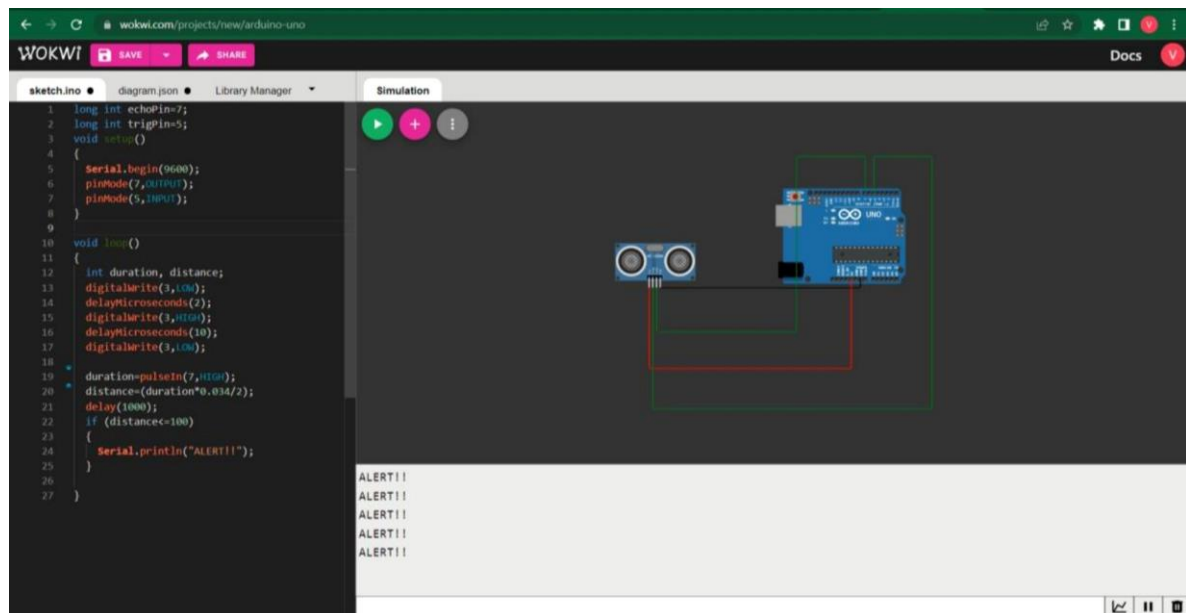 wokwi.com/projects/new/arduino-uno
V
WOKWI
SAVE
SHARE
Docs
V
sketch.ino
diagram.json
Library Manager
Simulation
1 long int echoPin=7;
2 long int trigPin=5;
3 void setup()
4 {
5 Serial.begin(9600);
6 pinMode(7,OUTPUT);
7 pinMode(5,INPUT);
8 }
9
10 void loop()
11 {
12 int duration, distance;
13 digitalWrite(3,LOW);
14 delayMicroseconds(2);
15 digitalWrite(3,HIGH);
16 delayMicroseconds(10);
17 digitalWrite(3,LOW);
18
19 duration=pulseIn(7,HIGH);
20 distance=(duration*0.034/2);
21 delay(1000);
22 if (distance<=100)
23 {
24 Serial.println("ALERT!!");
25 }
26
27 }
UNO
ALERT!!
ALERT!!
ALERT!!
ALERT!!
ALERT!!